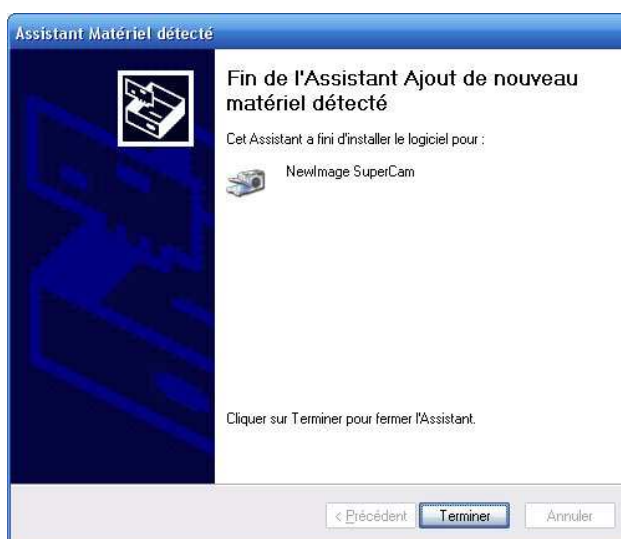 Assistant Matériel détecté
Fin de l'Assistant Ajout de nouveau
matériel détecté
Cet Assistant a fini d'installer le logiciel pour :
NewImage SuperCam
Cliquer sur Terminer pour fermer l'Assistant.
< Précédent
Terminer
Annuler